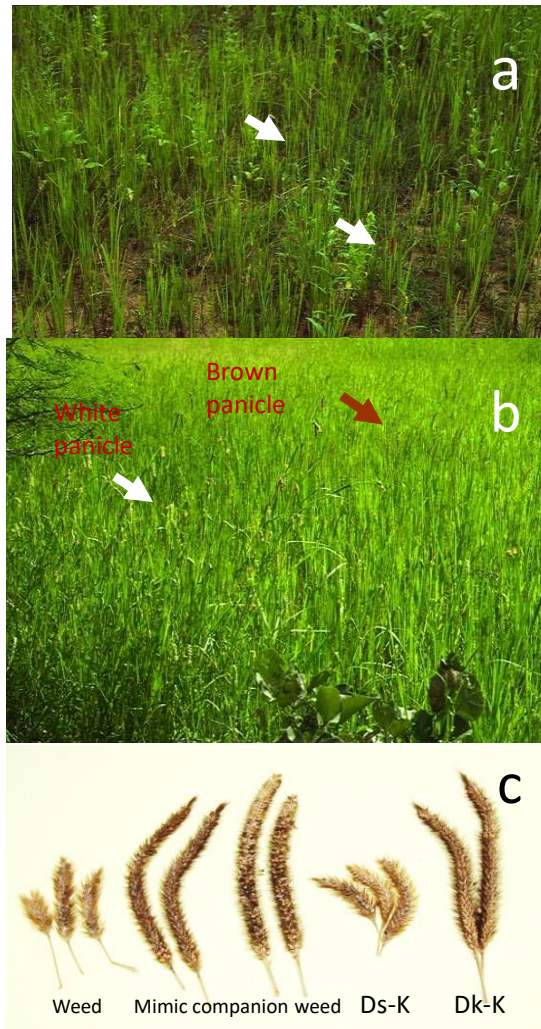 a
Brown
panicle
White
panicle
b
c
Weed
Mimic companion weed
Ds-K
Dk-K